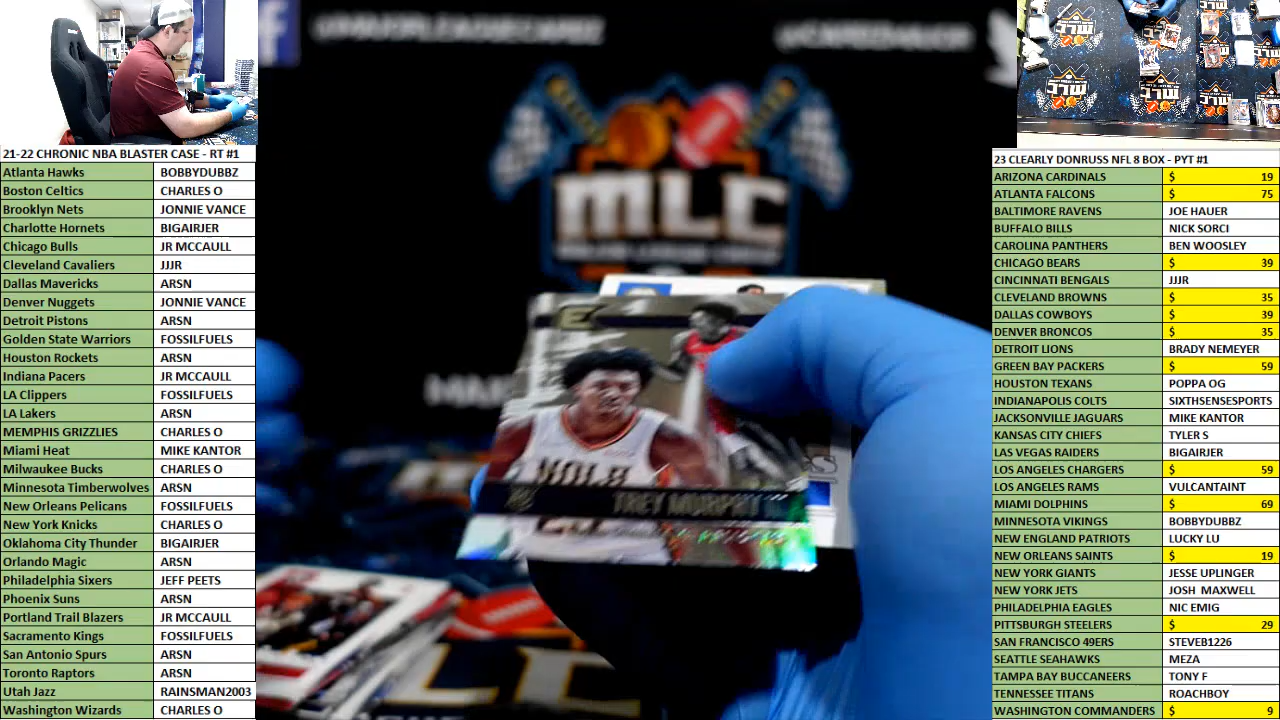 21-22 CHRONIC NBA BLASTER CASE - RT #1
Atlanta Hawks BOBBYDUBBZ
Boston Celtics CHARLES O
Brooklyn Nets JONNIE VANCE
Charlotte Hornets BIGAIRJER
Chicago Bulls JR MCCAULL
Cleveland Cavaliers JJJR
Dallas Mavericks ARSN
Denver Nuggets JONNIE VANCE
Detroit Pistons ARSN
Golden State Warriors FOSSILFUELS
Houston Rockets ARSN
Indiana Pacers JR MCCAULL
LA Clippers FOSSILFUELS
LA Lakers ARSN
MEMPHIS GRIZZLIES CHARLES O
Miami Heat MIKE KANTOR
Milwaukee Bucks CHARLES O
Minnesota Timberwolves ARSN
New Orleans Pelicans FOSSILFUELS
New York Knicks CHARLES O
Oklahoma City Thunder BIGAIRJER
Orlando Magic ARSN
Philadelphia Sixers JEFF PEETS
Phoenix Suns ARSN
Portland Trail Blazers JR MCCAULL
Sacramento Kings FOSSILFUELS
San Antonio Spurs ARSN
Toronto Raptors ARSN
Utah Jazz RAINSMAN2003
Washington Wizards CHARLES O
MLC
TREY MURPHY
23 CLEARLY DONRUSS NFL 8 BOX - PYT #1
ARIZONA CARDINALS $ 19
ATLANTA FALCONS $ 75
BALTIMORE RAVENS JOE HAUER
BUFFALO BILLS NICK SORCI
CAROLINA PANTHERS BEN WOOSLEY
CHICAGO BEARS $ 39
CINCINNATI BENGALS JJJR
CLEVELAND BROWNS $ 35
DALLAS COWBOYS $ 39
DENVER BRONCOS $ 35
DETROIT LIONS BRADY NEMEYER
GREEN BAY PACKERS $ 59
HOUSTON TEXANS POPPA OG
INDIANAPOLIS COLTS SIXTHSENSESPORTS
JACKSONVILLE JAGUARS MIKE KANTOR
KANSAS CITY CHIEFS TYLER S
LAS VEGAS RAIDERS BIGAIRJER
LOS ANGELES CHARGERS $ 59
LOS ANGELES RAMS VULCANTAINT
MIAMI DOLPHINS $ 69
MINNESOTA VIKINGS BOBBYDUBBZ
NEW ENGLAND PATRIOTS LUCKY LU
NEW ORLEANS SAINTS $ 19
NEW YORK GIANTS JESSE UPLINGER
NEW YORK JETS JOSH MAXWELL
PHILADELPHIA EAGLES NIC EMIG
PITTSBURGH STEELERS $ 29
SAN FRANCISCO 49ERS STEVEB1226
SEATTLE SEAHAWKS MEZA
TAMPA BAY BUCCANEERS TONY F
TENNESSEE TITANS ROACHBOY
WASHINGTON COMMANDERS $ 9